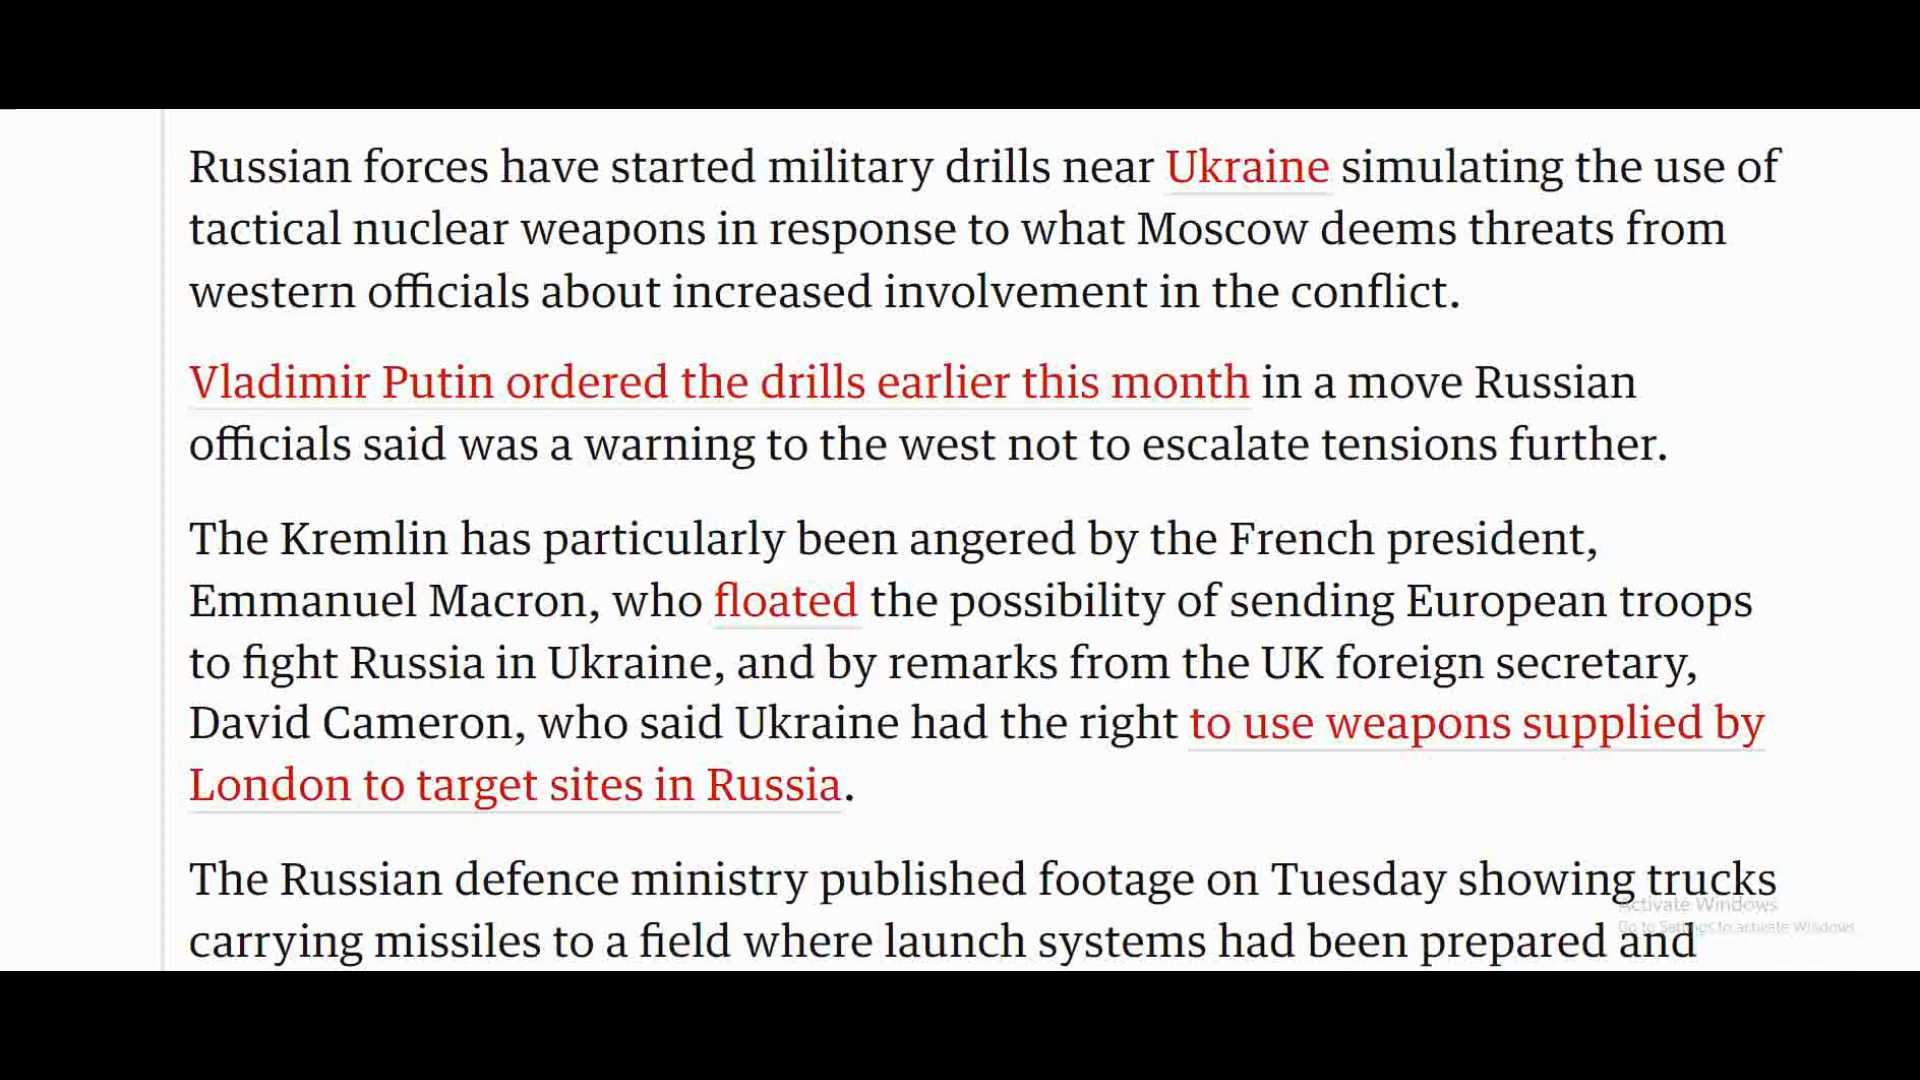 Russian forces have started military drills near Ukraine simulating the use of
tactical nuclear weapons in response to what Moscow deems threats from
western officials about increased involvement in the conflict.
Vladimir Putin ordered the drills earlier this month in a move Russian
officials said was a warning to the west not to escalate tensions further.
The Kremlin has particularly been angered by the French president,
Emmanuel Macron, who floated the possibility of sending European troops
to fight Russia in Ukraine, and by remarks from the UK foreign secretary,
David Cameron, who said Ukraine had the right to use weapons supplied by
London to target sites in Russia.
The Russian defence ministry published footage on Tuesday showing trucks
carrying missiles to a field where launch systems had been prepared and
Activate Windows
Go to Settings to activate Windows